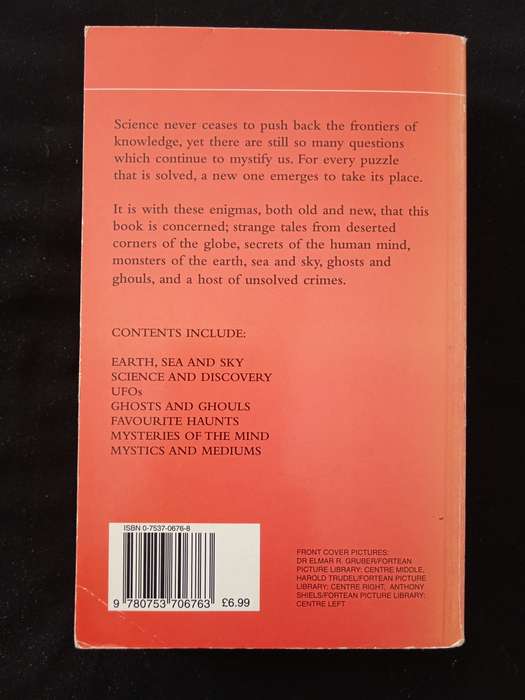 Science never ceases to push back the frontiers of
knowledge, yet there are still so many questions
which continue to mystify us. For every puzzle
that is solved, a new one emerges to take its place.
It is with these enigmas, both old and new, that this
book is concerned; strange tales from deserted
corners of the globe, secrets of the human mind,
monsters of the earth, sea and sky, ghosts and
ghouls, and a host of unsolved crimes.
CONTENTS INCLUDE:
EARTH, SEA AND SKY
SCIENCE AND DISCOVERY
UFOs
GHOSTS AND GHOULS
FAVOURITE HAUNTS
MYSTERIES OF THE MIND
MYSTICS AND MEDIUMS
ISBN 0-7537-0676-8
9 780753 706763 £6.99
FRONT COVER PICTURES:
DR ELMAR R. GRUBER/FORTEAN
PICTURE LIBRARY: CENTRE MIDDLE,
HAROLD TRUDEL/FORTEAN PICTURE
LIBRARY: CENTRE RIGHT, ANTHONY
SHIELS/FORTEAN PICTURE LIBRARY:
CENTRE LEFT